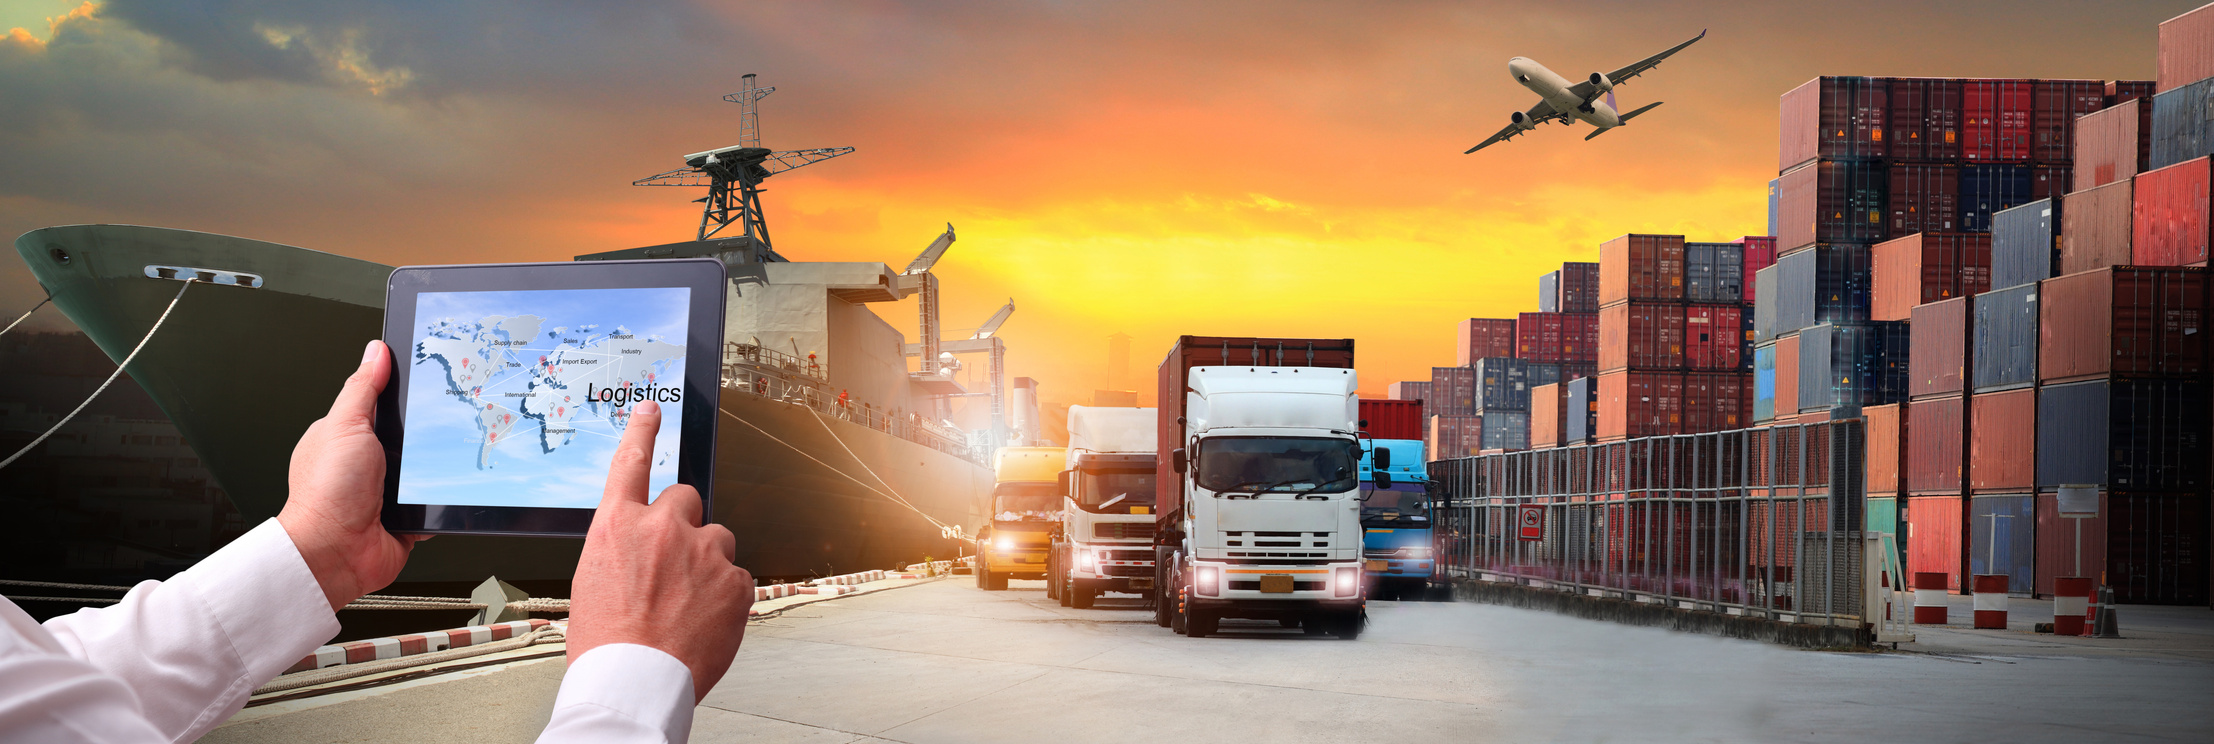 Supply chain
Sales
Transport
Industry
Trade
Import Export
Shipping
International
Logistics
Delivery
Management